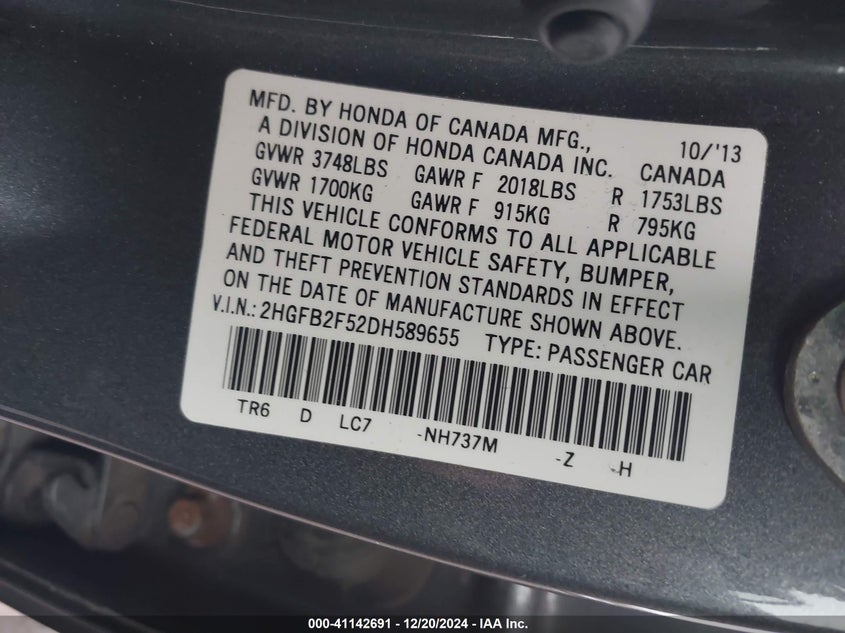 MFD. BY HONDA OF CANADA MFG., 10/'13
A DIVISION OF HONDA CANADA INC. CANADA
GVWR 3748LBS GAWR F 2018LBS R 1753LBS
GVWR 1700KG GAWR F 915KG R 795KG
THIS VEHICLE CONFORMS TO ALL APPLICABLE
FEDERAL MOTOR VEHICLE SAFETY, BUMPER,
AND THEFT PREVENTION STANDARDS IN EFFECT
ON THE DATE OF MANUFACTURE SHOWN ABOVE.
V.I.N.: 2HGFB2F52DH589655 TYPE: PASSENGER CAR
TR6 D LC7 -NH737M -Z -H
000-41142691 - 12/20/2024 - IAA Inc.